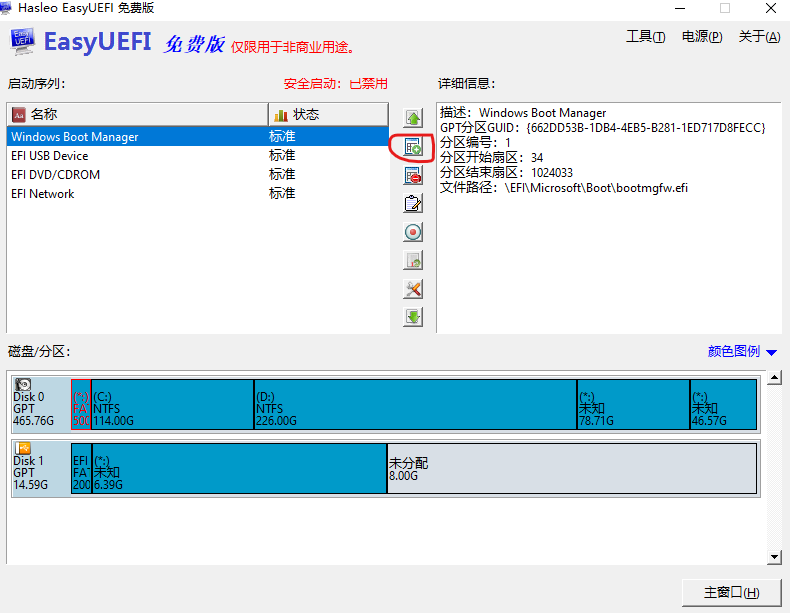 Hasleo EasyUEFI 免费版
EasyUEFI 免费版 仅限用于非商业用途。
工具(T) 电源(P) 关于(A)
启动序列：
安全启动：已禁用
名称 状态
Windows Boot Manager 标准
EFI USB Device 标准
EFI DVD/CDROM 标准
EFI Network 标准
详细信息：
描述：Windows Boot Manager
GPT分区GUID：{662DD53B-1DB4-4EB5-B281-1ED717D8FECC}
分区编号：1
分区开始扇区：34
分区结束扇区：1024033
文件路径：\EFI\Microsoft\Boot\bootmgfw.efi
磁盘/分区：
颜色图例
Disk 0
GPT
465.76G
(*:)
FAT
500
(C:)
NTFS
114.00G
(D:)
NTFS
226.00G
(*:)
未知
78.71G
(*:)
未知
46.57G
Disk 1
GPT
14.59G
EFI
FAT
200
(*:)
未知
6.39G
未分配
8.00G
主窗口(H)